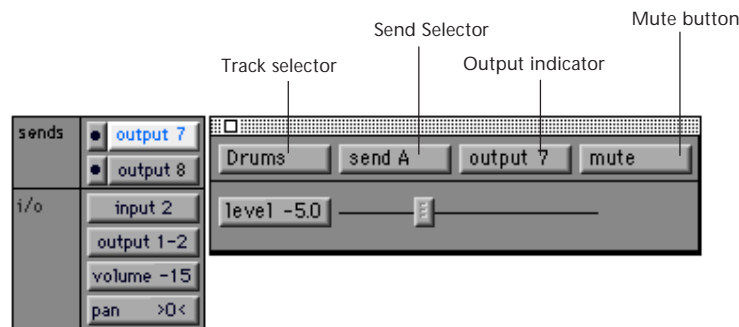 Mute button
Send Selector
Track selector
Output indicator
sends
output 7
output 8
i/o
input 2
output 1-2
volume -15
pan >0<
Drums
send A
output 7
mute
level -5.0